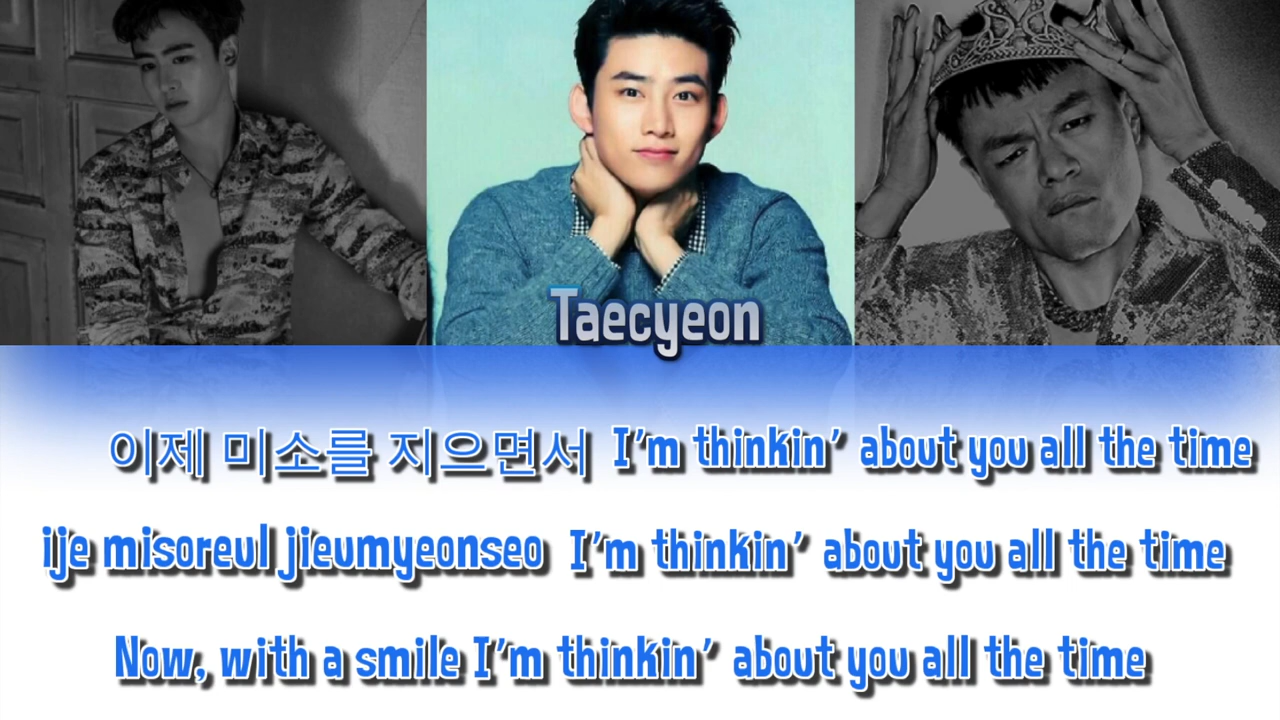 Taecyeon
이제 미소를 지으면서 I'm thinkin' about you all the time
ije misoreul jieumyeonseo I'm thinkin' about you all the time
Now, with a smile I'm thinkin' about you all the time